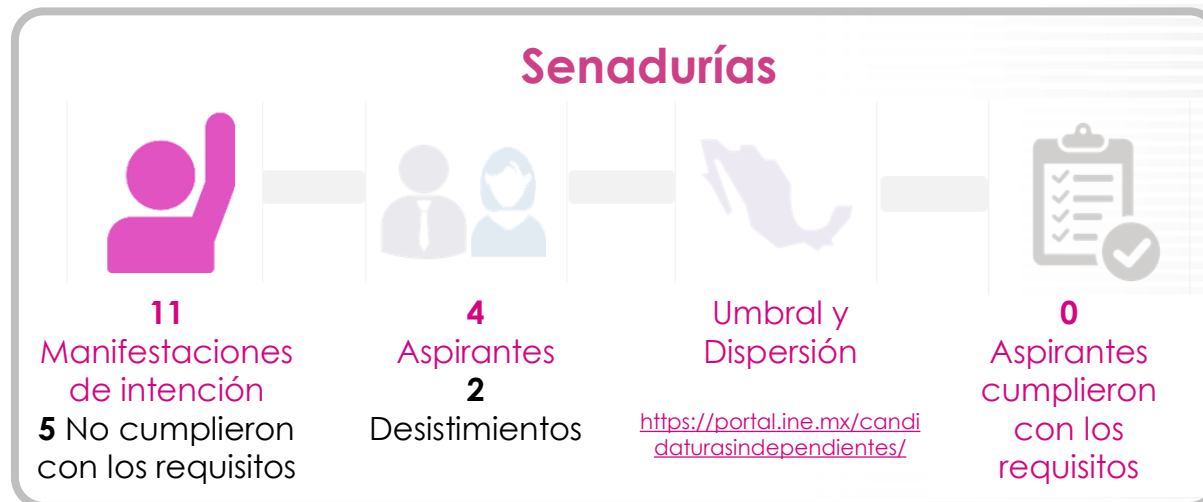 Senadurías
11
Manifestaciones
de intención
5 No cumplieron
con los requisitos
4
Aspirantes
2
Desistimientos
Umbral y
Dispersión
https://portal.ine.mx/candi
daturasindependientes/
0
Aspirantes
cumplieron
con los
requisitos